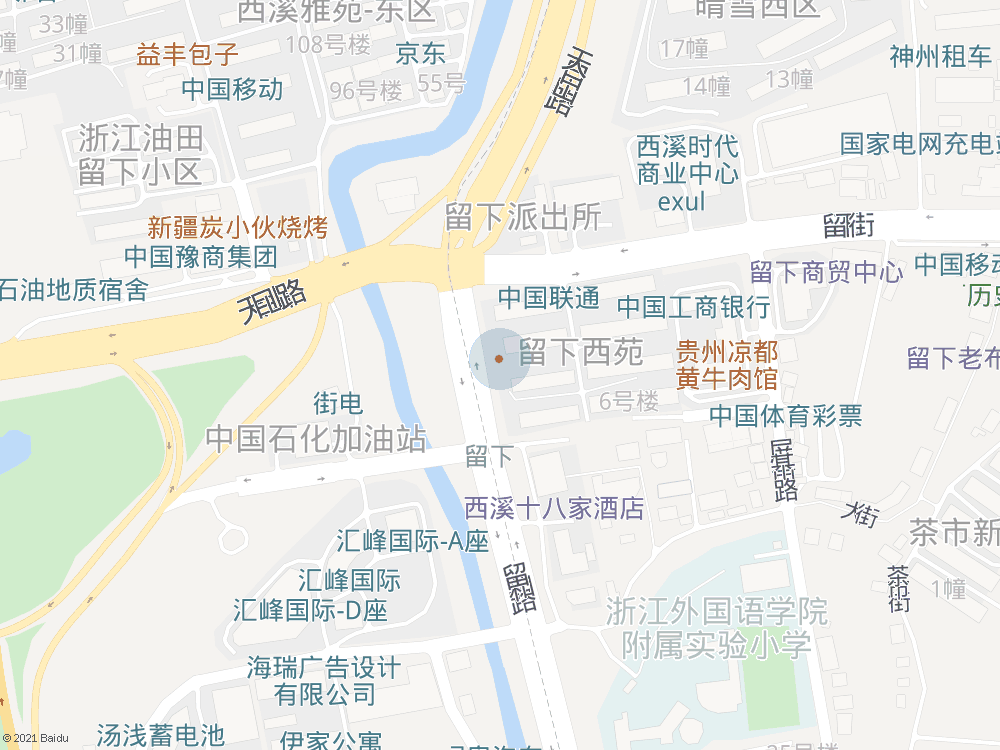 西溪雅苑-东区
晴雪西区
33幢
31幢
益丰包子
108号楼
京东
天目山路
17幢
神州租车
中国移动
96号楼
55号
14幢
13幢
浙江油田
留下小区
西溪时代
商业中心
exul
国家电网充电
新疆炭小伙烧烤
留下派出所
留下街
中国豫商集团
留下商贸中心
中国移动
石油地质宿舍
天目山路
中国联通
中国工商银行
历史
留下西苑
贵州凉都
黄牛肉馆
留下老布
街电
6号楼
中国体育彩票
中国石化加油站
留下
屏基路
西溪十八家酒店
大街
茶市新
汇峰国际-A座
留和路
汇峰国际
茶市街
1幢
汇峰国际-D座
浙江外国语学院
附属实验小学
海瑞广告设计
有限公司
汤浅蓄电池
伊家公寓
© 2021 Baidu